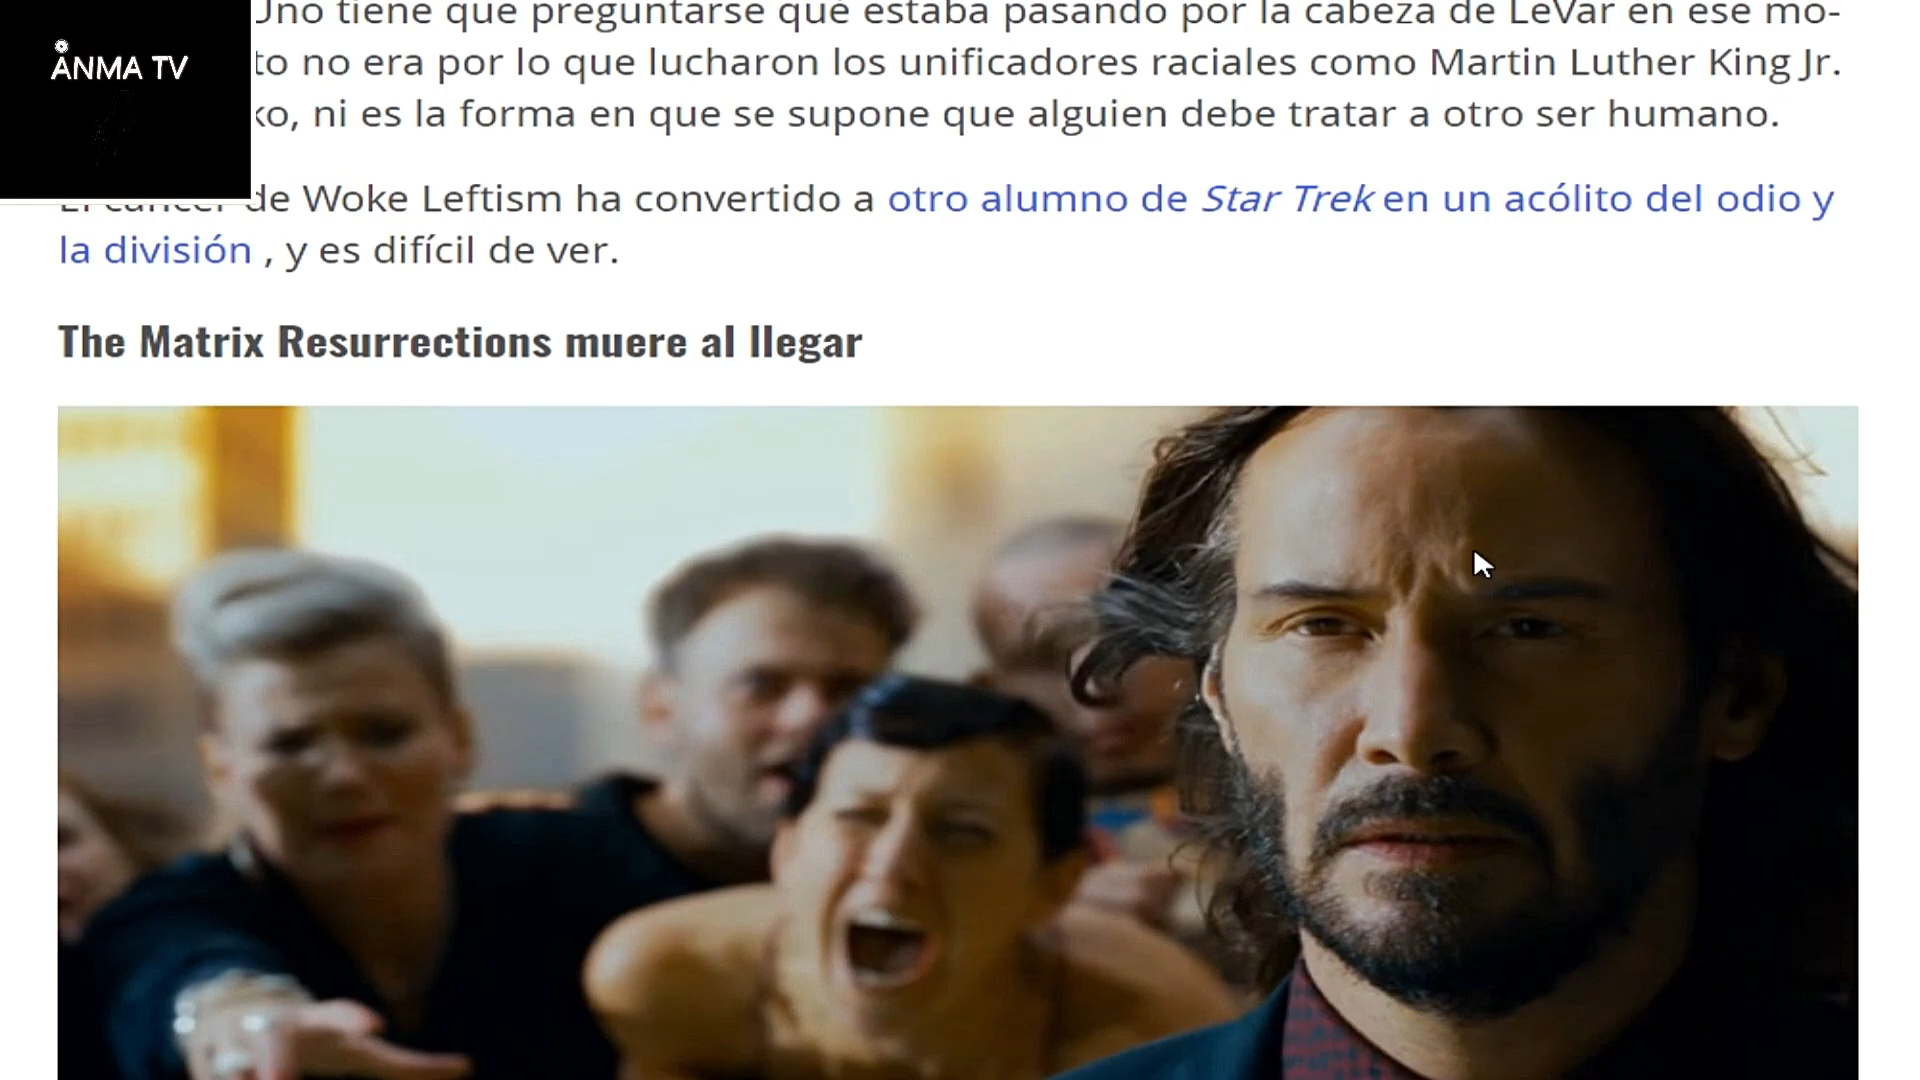 ANMA TV
Uno tiene que preguntarse qué estaba pasando por la cabeza de LeVar en ese mo-
to no era por lo que lucharon los unificadores raciales como Martin Luther King Jr.
ko, ni es la forma en que se supone que alguien debe tratar a otro ser humano.
El cáncer de Woke Leftism ha convertido a otro alumno de Star Trek en un acólito del odio y
la división , y es difícil de ver.
The Matrix Resurrections muere al llegar